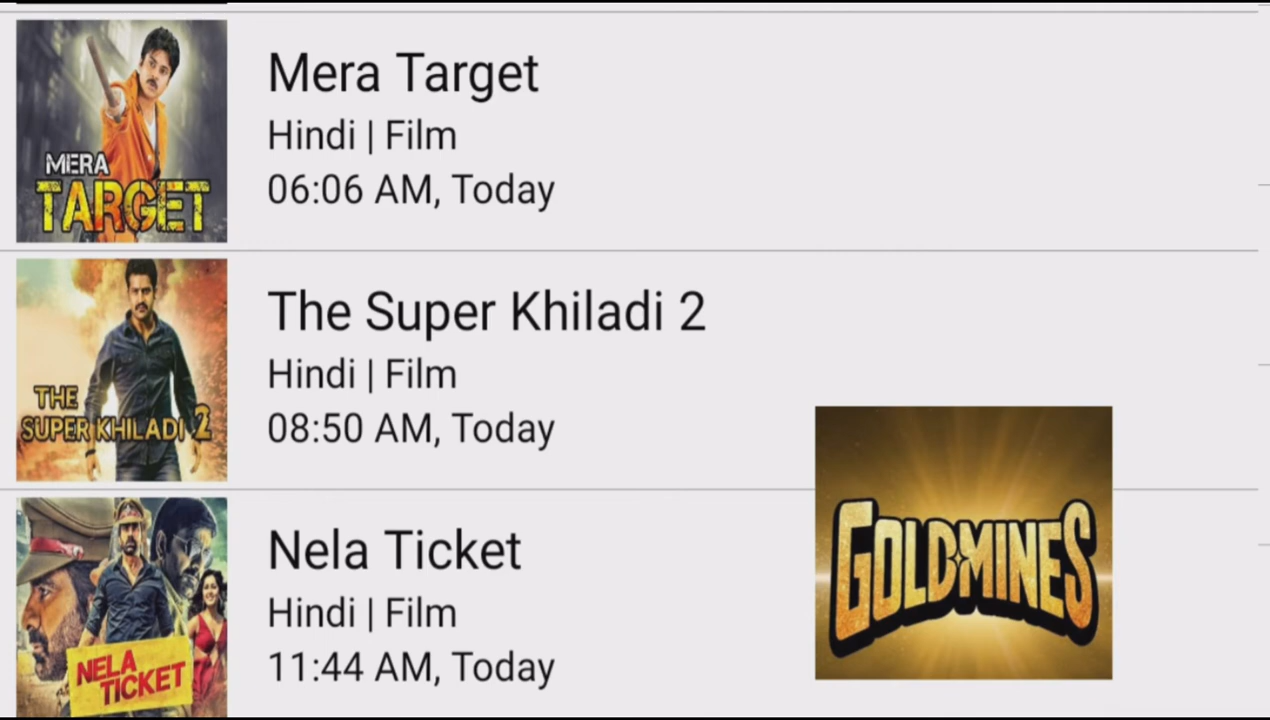 MERA
TARGET
Mera Target
Hindi | Film
06:06 AM, Today
THE
SUPER KHILADI 2
The Super Khiladi 2
Hindi | Film
08:50 AM, Today
NELA
TICKET
Nela Ticket
Hindi | Film
11:44 AM, Today
GOLDMINES